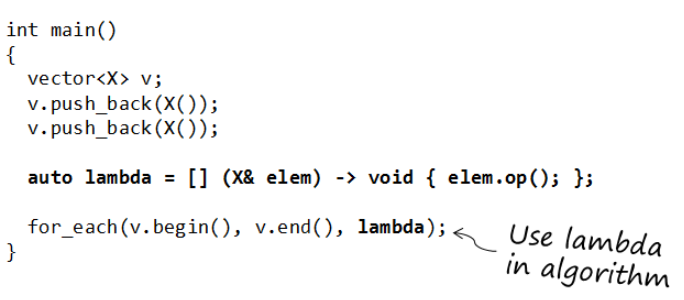 int main()
{
vector<X> v;
v.push_back(X());
v.push_back(X());
auto lambda = [] (X& elem) -> void { elem.op(); };
for_each(v.begin(), v.end(), lambda);
}
Use lambda
in algorithm